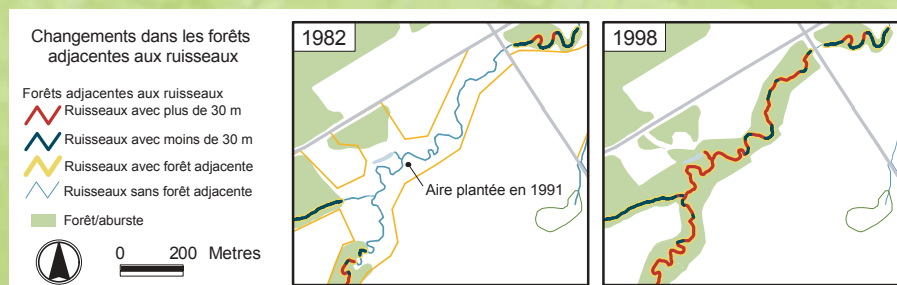 Changements dans les forêts
adjacentes aux ruisseaux
Forêts adjacentes aux ruisseaux
Ruisseaux avec plus de 30 m
Ruisseaux avec moins de 30 m
Ruisseaux avec forêt adjacente
Ruisseaux sans forêt adjacente
Forêt/aburste
0 200 Metres
1982
Aire plantée en 1991
1998